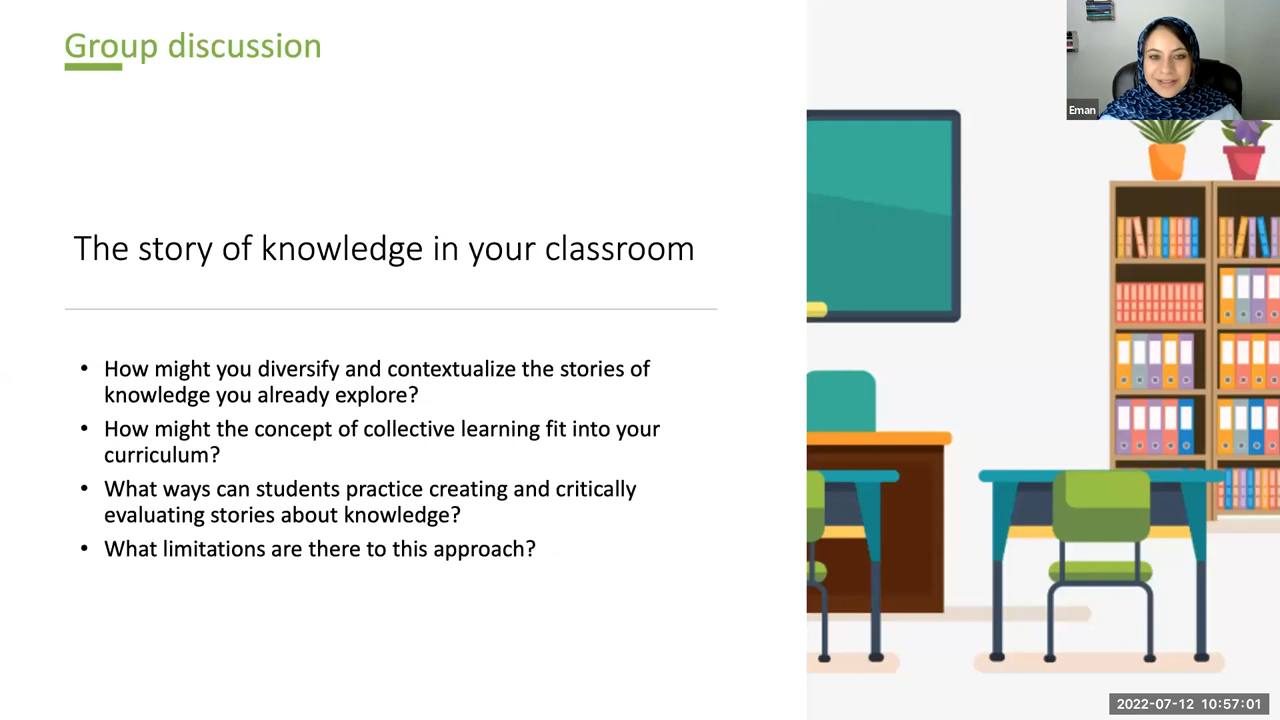 Group discussion
Eman
The story of knowledge in your classroom
• How might you diversify and contextualize the stories of
knowledge you already explore?
• How might the concept of collective learning fit into your
curriculum?
• What ways can students practice creating and critically
evaluating stories about knowledge?
• What limitations are there to this approach?
2022-07-12 10:57:01